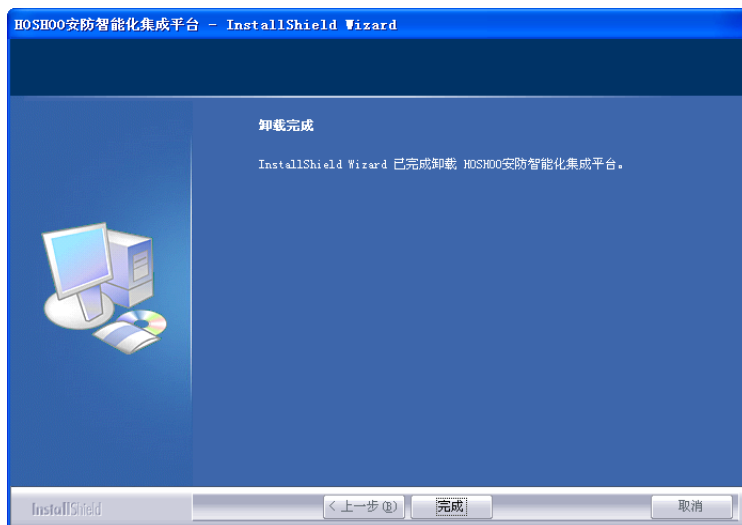 HOSHOO安防智能化集成平台 - InstallShield Wizard
卸载完成
InstallShield Wizard 已完成卸载 HOSHOO安防智能化集成平台。
InstallShield
< 上一步(B)
完成
取消